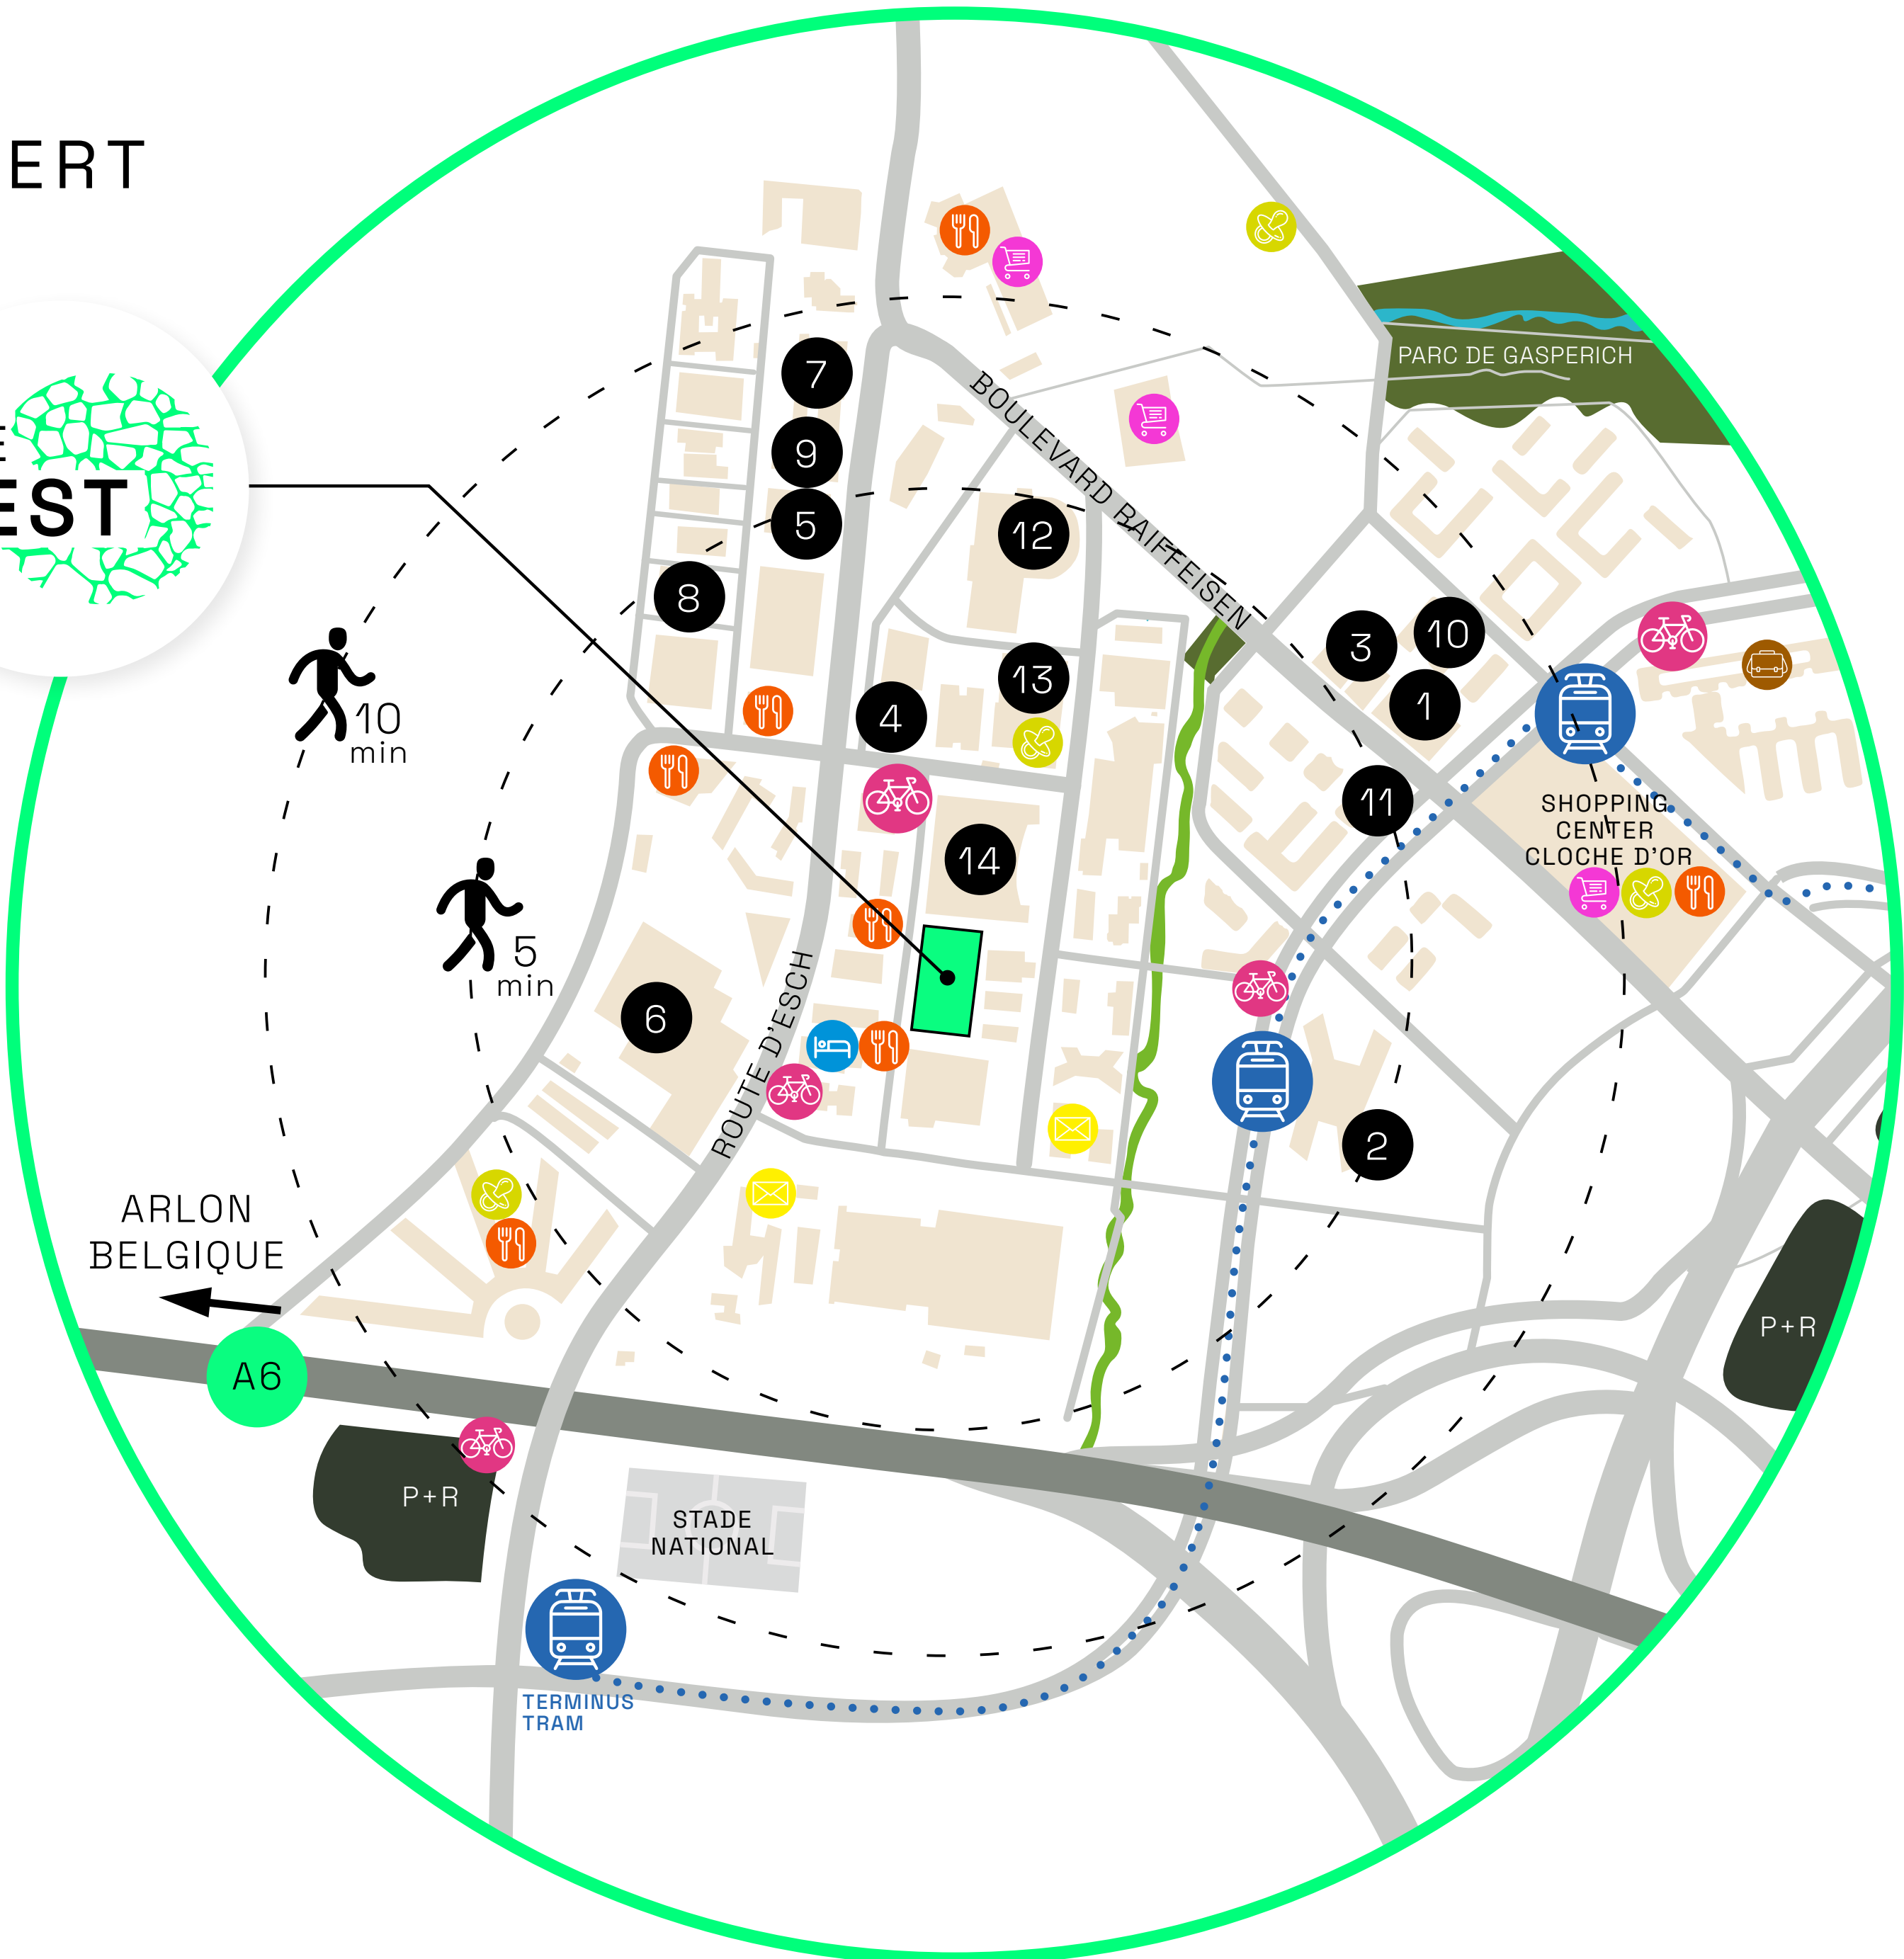 ERT
E
EST
PARC DE GASPERICH
7
BOULEVARD RAIFFEISEN
9
5
12
8
3
10
13
1
4
10
min
11
SHOPPING
CENTER
CLOCHE D'OR
14
5
min
6
ROUTE D'ESCH
2
ARLON
BELGIQUE
P+R
A6
P+R
STADE
NATIONAL
TERMINUS
TRAM